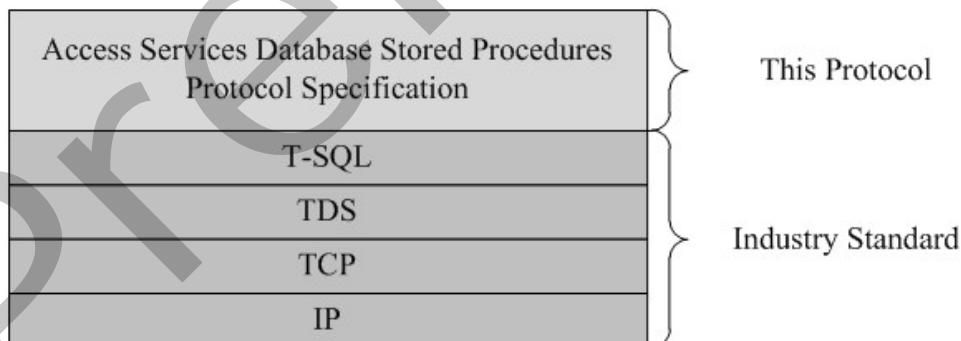 Access Services Database Stored Procedures
Protocol Specification
This Protocol
T-SQL
TDS
TCP
IP
Industry Standard